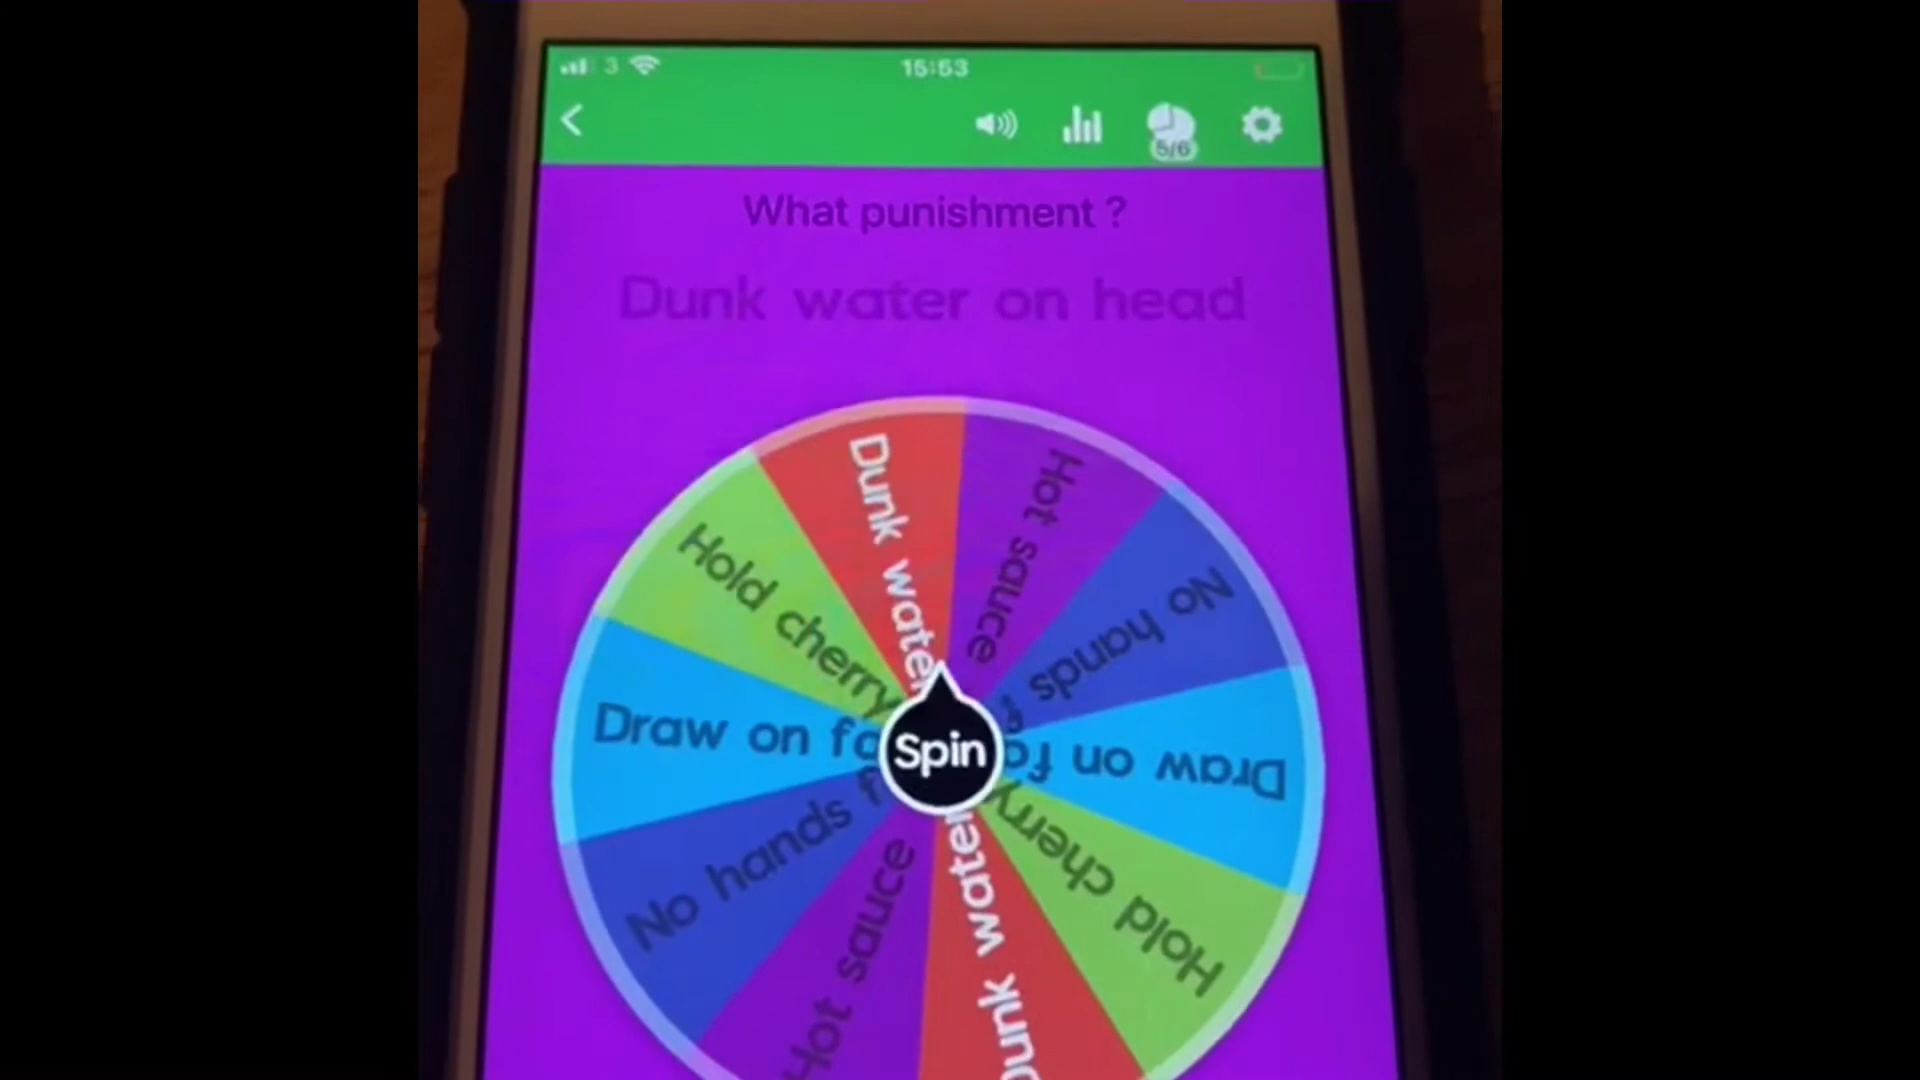 3 15:53
5/6
What punishment ?
Dunk water on head
Dunk water
Hot sauce
No hands f
Draw on fa
Hold cherry
Dunk water
Hot sauce
No hands f
Draw on fa
Hold cherry
Spin